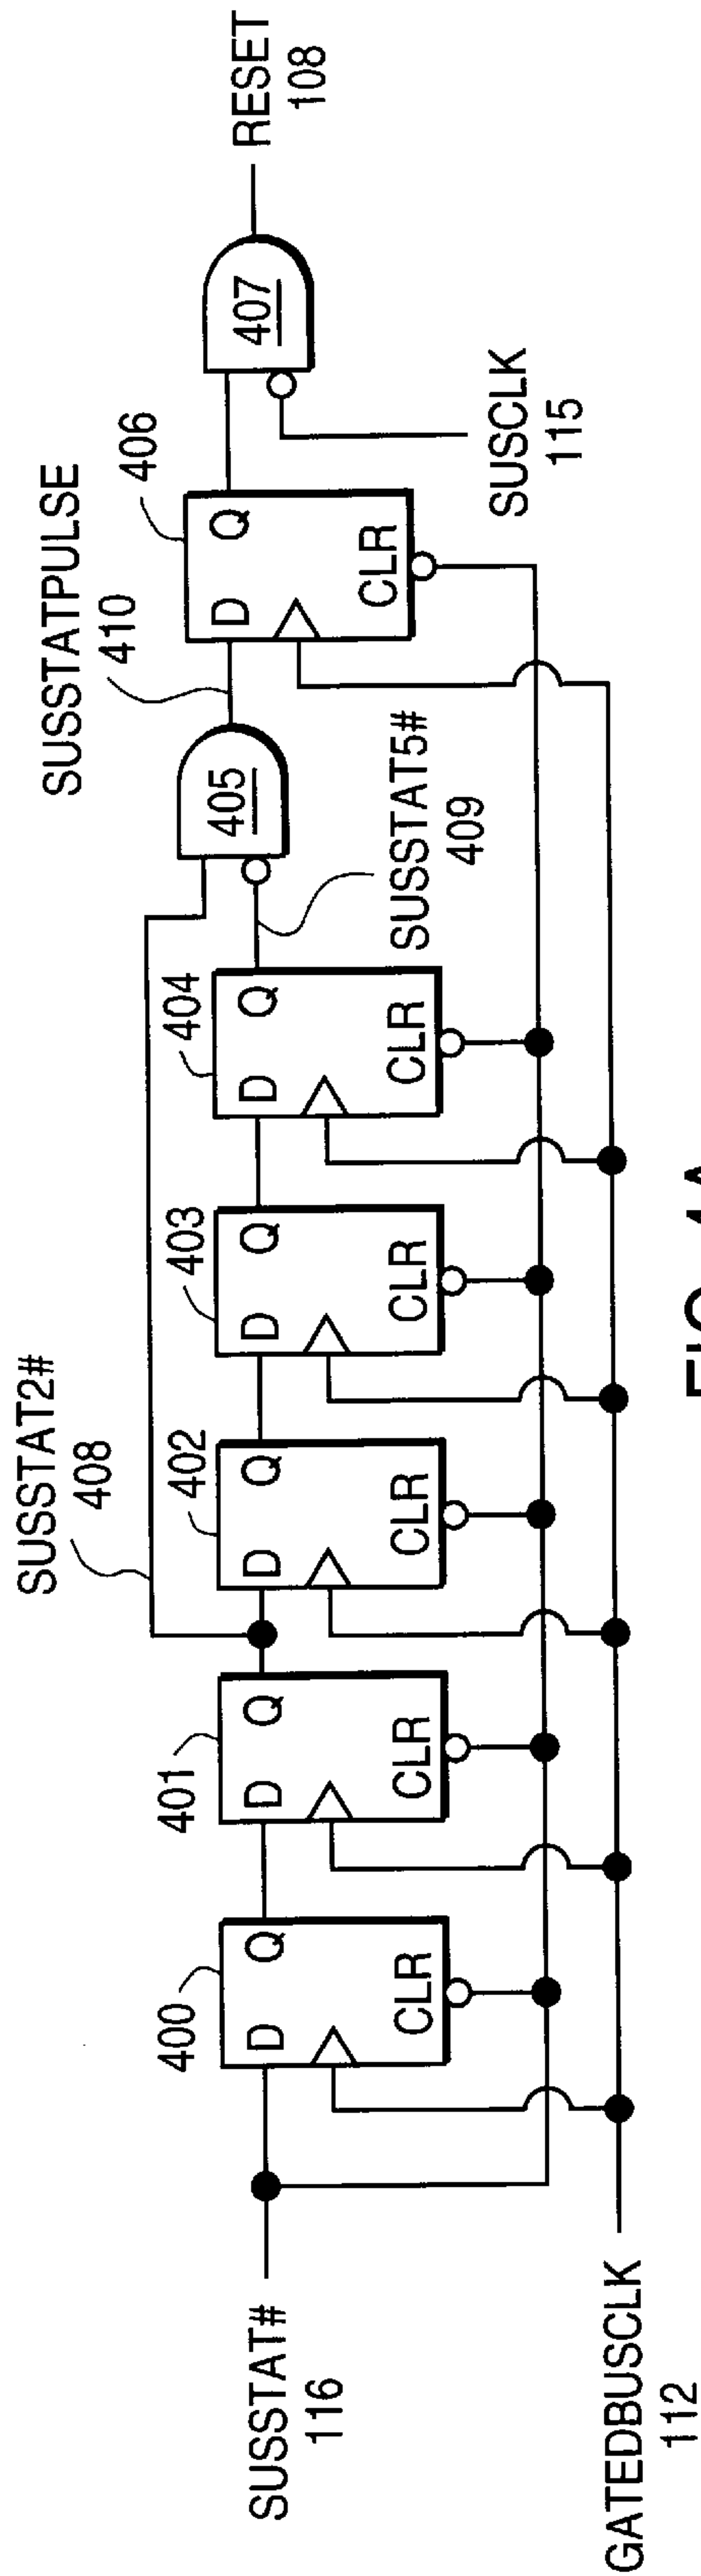 SUSSTAT#
116
GATEDBUSCLK
112
400
D
Q
CLR
401
D
Q
CLR
SUSSTAT2#
408
402
D
Q
CLR
403
D
Q
CLR
404
D
Q
CLR
SUSSTAT5#
409
405
SUSSTATPULSE
410
406
D
Q
CLR
SUSCLK
115
407
RESET
108